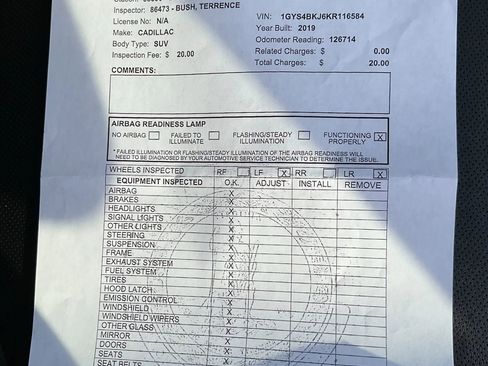 Inspector: 86473 - BUSH, TERRENCE
License No: N/A
Make: CADILLAC
Body Type: SUV
Inspection Fee: $ 20.00
VIN: 1GYS4BKJ6KR116584
Year Built: 2019
Odometer Reading: 126714
Related Charges: $ 0.00
Total Charges: $ 20.00
COMMENTS:
AIRBAG READINESS LAMP
NO AIRBAG FAILED TO ILLUMINATE FLASHING/STEADY ILLUMINATION FUNCTIONING PROPERLY X
* FAILED ILLUMINATION OR FLASHING/STEADY ILLUMINATION OF THE AIRBAG READINESS WILL
NEED TO BE DIAGNOSED BY YOUR AUTOMOTIVE SERVICE TECHNICIAN TO DETERMINE THE ISSUE.
WHEELS INSPECTED RF LF X RR LR X
EQUIPMENT INSPECTED O.K. ADJUST INSTALL REMOVE
AIRBAG X
BRAKES X
HEADLIGHTS X
SIGNAL LIGHTS X
OTHER LIGHTS X
STEERING X
SUSPENSION X
FRAME X
EXHAUST SYSTEM X
FUEL SYSTEM X
TIRES X
HOOD LATCH X
EMISSION CONTROL X
WINDSHIELD X
WINDSHIELD WIPERS X
OTHER GLASS X
MIRROR X
DOORS X
SEATS X
SEAT BELTS X